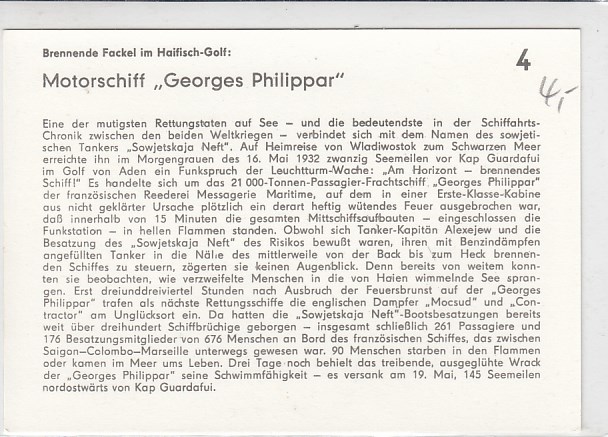 Brennende Fackel im Haifisch-Golf:
4
Motorschiff „Georges Philippar“
4,-
Eine der mutigsten Rettungstaten auf See – und die bedeutendste in der Schiffahrts-
Chronik zwischen den beiden Weltkriegen – verbindet sich mit dem Namen des sowjeti-
schen Tankers „Sowjetskaja Neft“. Auf Heimreise von Wladiwostok zum Schwarzen Meer
erreichte ihn im Morgengrauen des 16. Mai 1932 zwanzig Seemeilen vor Kap Guardafui
im Golf von Aden ein Funkspruch der Leuchtturm-Wache: „Am Horizont – brennendes
Schiff!“ Es handelte sich um das 21 000-Tonnen-Passagier-Frachtschiff „Georges Philippar“
der französischen Reederei Messagerie Maritime, auf dem in einer Erste-Klasse-Kabine
aus nicht geklärter Ursache plötzlich ein derart heftig wütendes Feuer ausgebrochen war,
daß innerhalb von 15 Minuten die gesamten Mittschiffsaufbauten – eingeschlossen die
Funkstation – in hellen Flammen standen. Obwohl sich Tanker-Kapitän Alexejew und die
Besatzung des „Sowjetskaja Neft“ des Risikos bewußt waren, ihren mit Benzindämpfen
angefüllten Tanker in die Nähe des mittlerweile von der Back bis zum Heck brennen-
den Schiffes zu steuern, zögerten sie keinen Augenblick. Denn bereits von weitem konn-
ten sie beobachten, wie verzweifelte Menschen in die von Haien wimmelnde See spran-
gen. Erst dreiunddreiviertel Stunden nach Ausbruch der Feuersbrunst auf der „Georges
Philippar“ trafen als nächste Rettungsschiffe die englischen Dampfer „Mocsud“ und „Con-
tractor“ am Unglücksort ein. Da hatten die „Sowjetskaja Neft“-Bootsbesatzungen bereits
weit über dreihundert Schiffbrüchige geborgen – insgesamt schließlich 261 Passagiere und
176 Besatzungsmitglieder von 676 Menschen an Bord des französischen Schiffes, das zwischen
Saigon–Colombo–Marseille unterwegs gewesen war. 90 Menschen starben in den Flammen
oder kamen im Meer ums Leben. Drei Tage noch behielt das treibende, ausgeglühte Wrack
der „Georges Philippar“ seine Schwimmfähigkeit – es versank am 19. Mai, 145 Seemeilen
nordostwärts von Kap Guardafui.